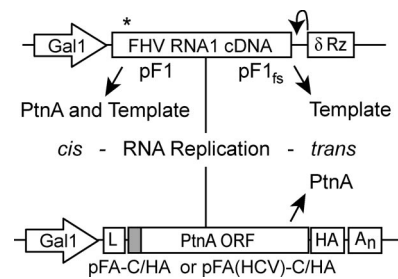 *
Gal1 FHV RNA1 cDNA δ Rz
pF1 pF1fs
PtnA and Template Template
cis - RNA Replication - trans
PtnA
Gal1 L PtnA ORF HA An
pFA-C/HA or pFA(HCV)-C/HA